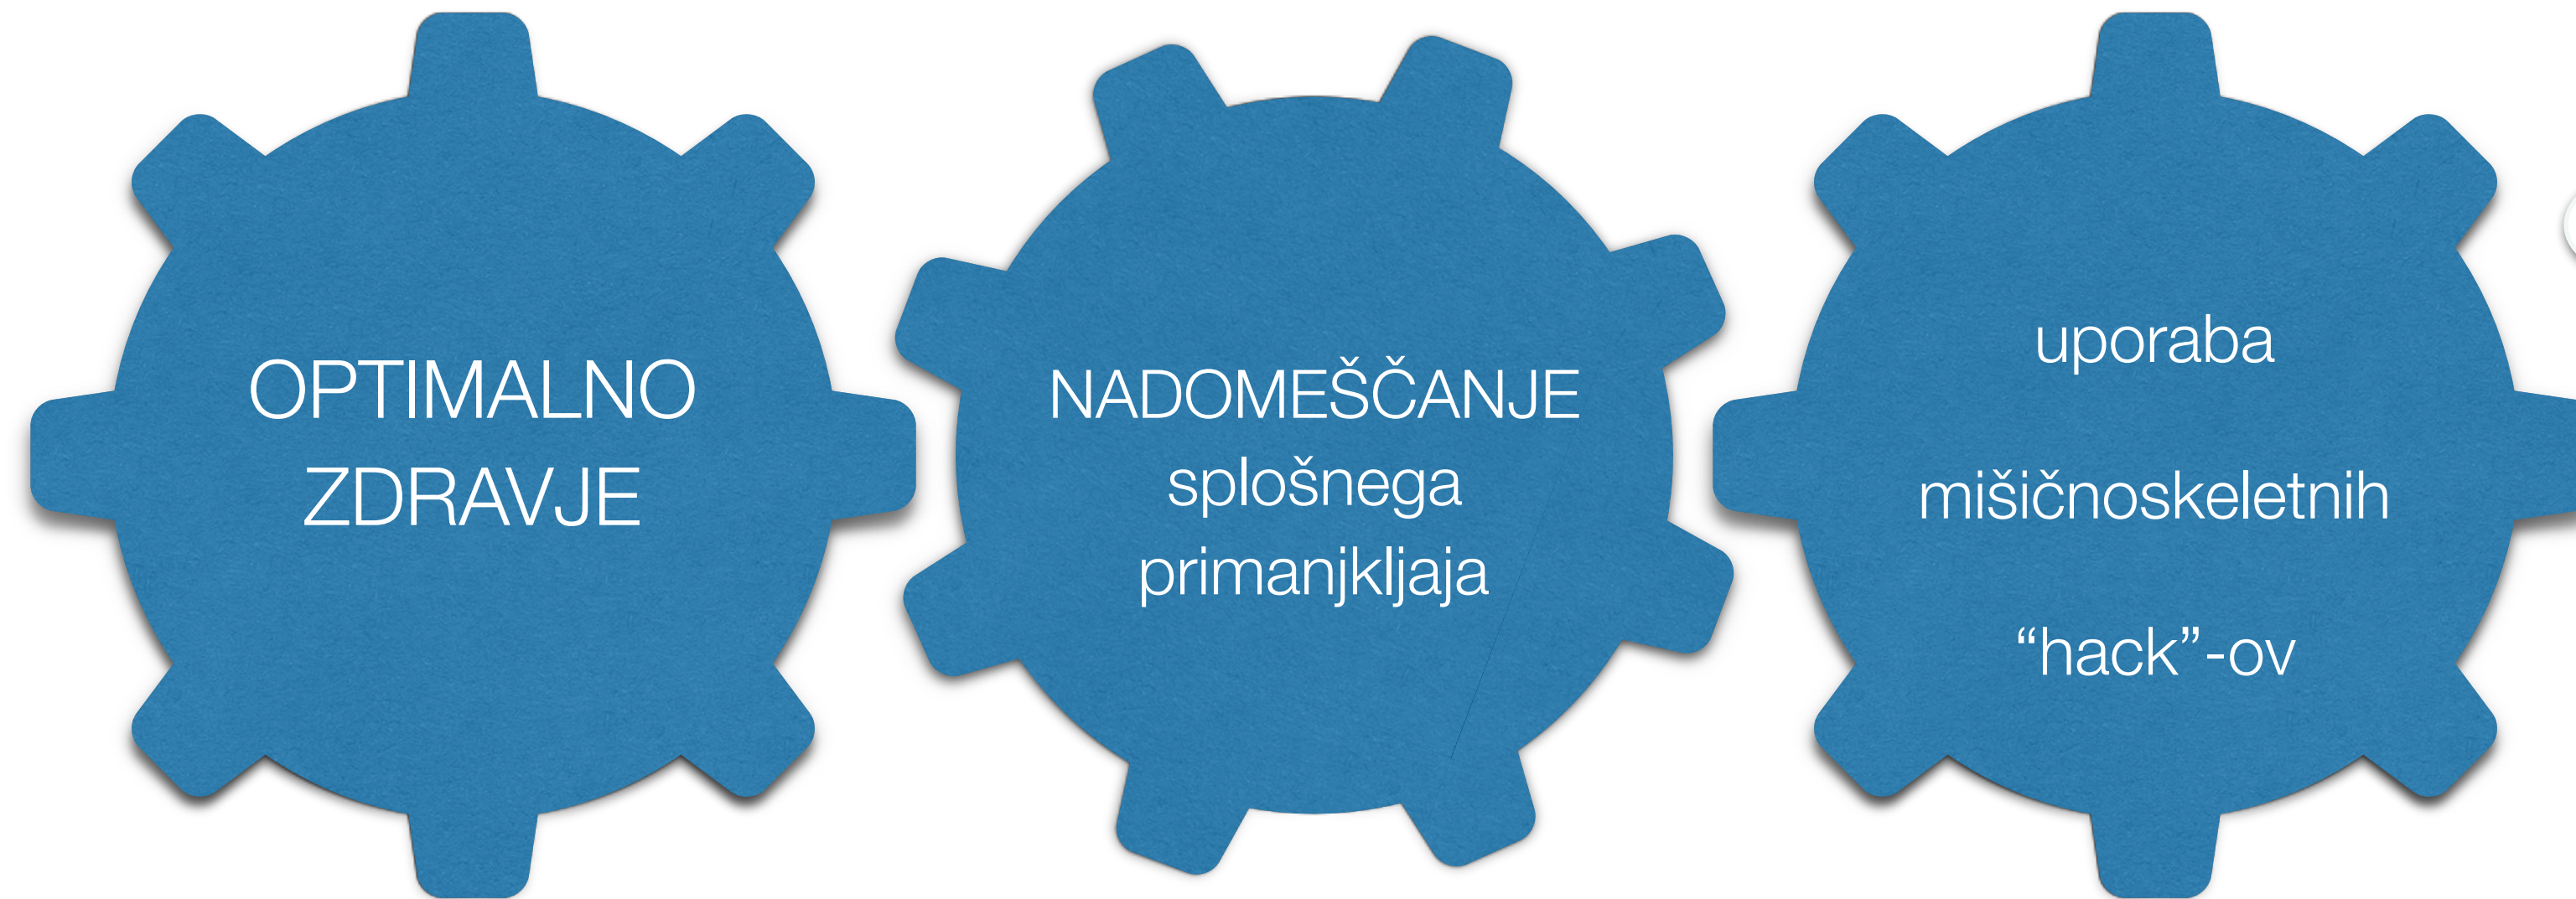 OPTIMALNO
ZDRAVJE
NADOMEŠČANJE
splošnega
primanjkljaja
uporaba
mišičnoskeletnih
“hack”-ov